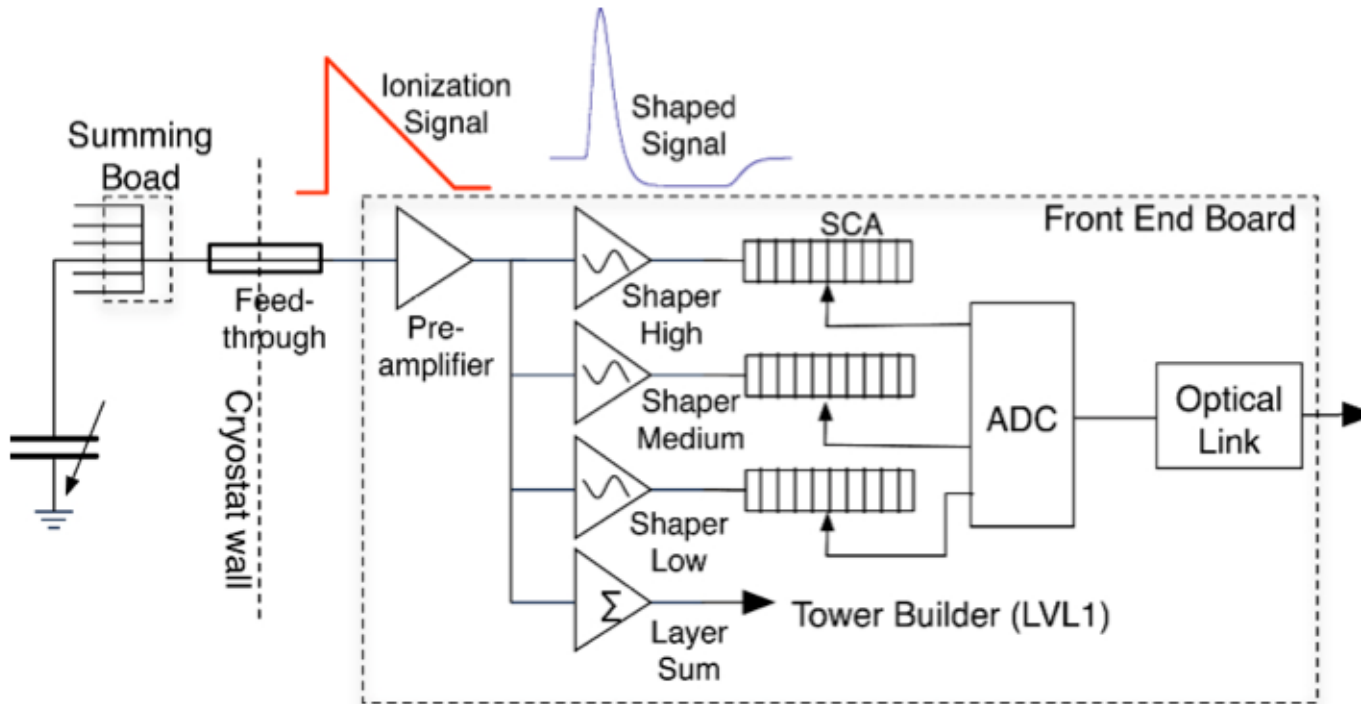 Ionization
Signal
Shaped
Signal
Summing
Boad
Front End Board
SCA
Feed-
through
Pre-
amplifier
Shaper
High
Cryostat wall
Shaper
Medium
ADC
Optical
Link
Shaper
Low
Σ
Layer
Sum
Tower Builder (LVL1)